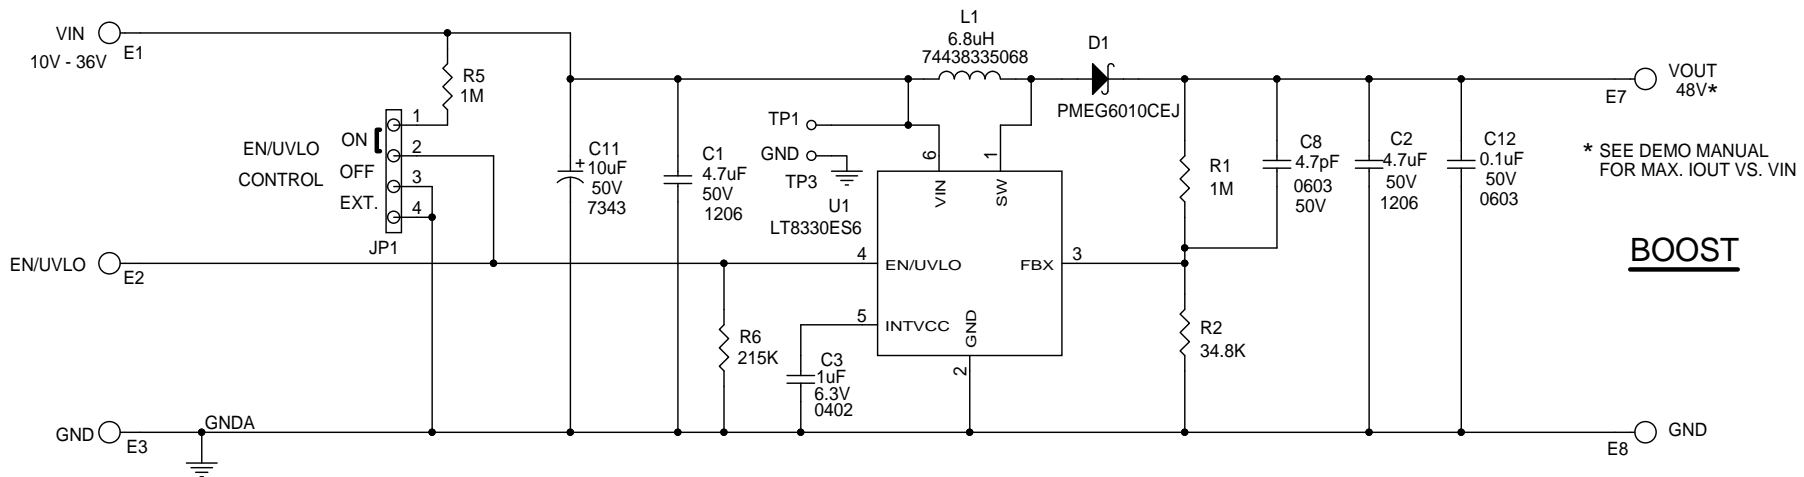 VIN
10V - 36V
E1
R5
1M
1
2
3
4
EN/UVLO
CONTROL
ON
OFF
EXT.
JP1
EN/UVLO
E2
GND
E3
GNDA
C11
+
10uF
50V
7343
C1
4.7uF
50V
1206
TP1
GND
TP3
U1
LT8330ES6
L1
6.8uH
74438335068
D1
PMEG6010CEJ
6
VIN
1
SW
4
EN/UVLO
FBX
3
5
INTVCC
GND
2
R6
215K
C3
1uF
6.3V
0402
R1
1M
R2
34.8K
C8
4.7pF
0603
50V
C2
4.7uF
50V
1206
C12
0.1uF
50V
0603
E7
VOUT
48V*
* SEE DEMO MANUAL
FOR MAX. IOUT VS. VIN
BOOST
E8
GND